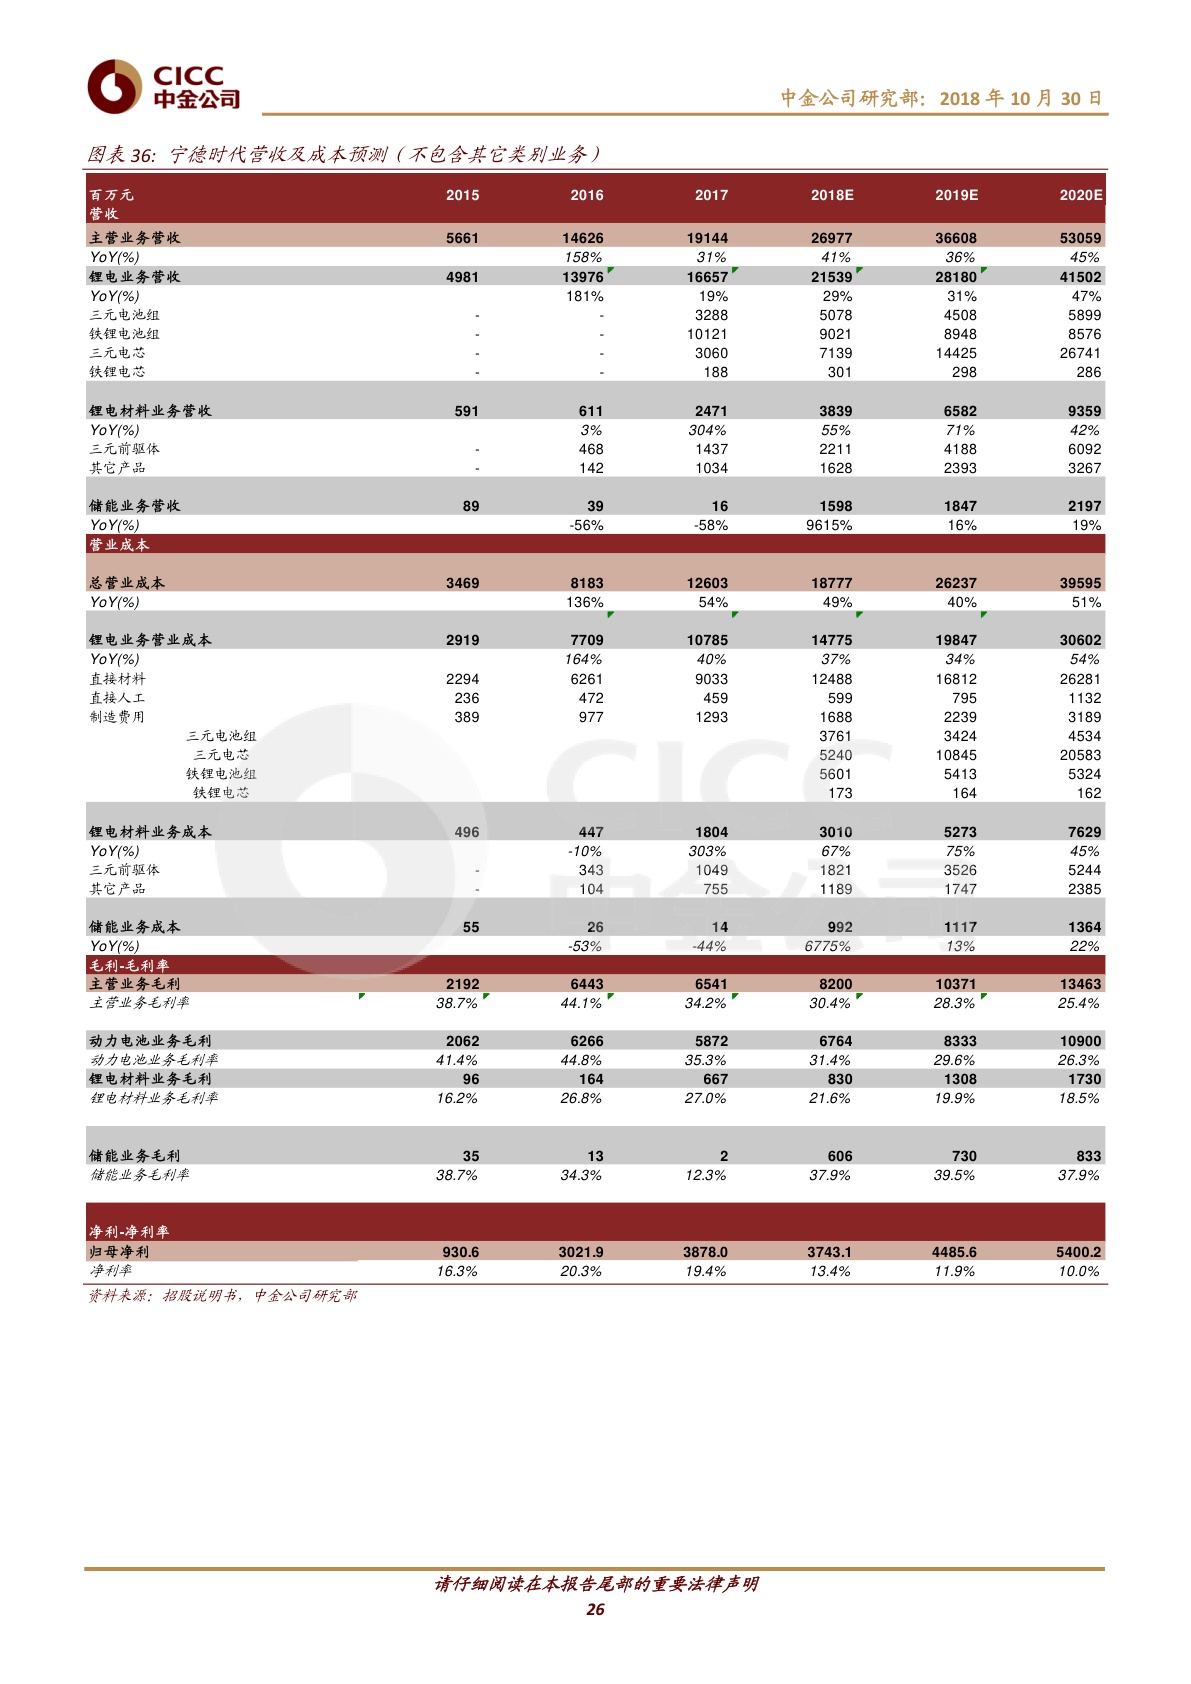 CICC
中金公司
中金公司研究部：2018 年 10 月 30 日
图表 36：宁德时代营收及成本预测（不包含其它类别业务）
百万元 2015 2016 2017 2018E 2019E 2020E
营收
主营业务营收 5661 14626 19144 26977 36608 53059
YoY(%) 158% 31% 41% 36% 45%
锂电业务营收 4981 13976 16657 21539 28180 41502
YoY(%) 181% 19% 29% 31% 47%
三元电池组 - - 3288 5078 4508 5899
铁锂电池组 - - 10121 9021 8948 8576
三元电芯 - - 3060 7139 14425 26741
铁锂电芯 - - 188 301 298 286
锂电材料业务营收 591 611 2471 3839 6582 9359
YoY(%) 3% 304% 55% 71% 42%
三元前驱体 - 468 1437 2211 4188 6092
其它产品 - 142 1034 1628 2393 3267
储能业务营收 89 39 16 1598 1847 2197
YoY(%) -56% -58% 9615% 16% 19%
营业成本
总营业成本 3469 8183 12603 18777 26237 39595
YoY(%) 136% 54% 49% 40% 51%
锂电业务营业成本 2919 7709 10785 14775 19847 30602
YoY(%) 164% 40% 37% 34% 54%
直接材料 2294 6261 9033 12488 16812 26281
直接人工 236 472 459 599 795 1132
制造费用 389 977 1293 1688 2239 3189
三元电池组 3761 3424 4534
三元电芯 5240 10845 20583
铁锂电池组 5601 5413 5324
铁锂电芯 173 164 162
锂电材料业务成本 496 447 1804 3010 5273 7629
YoY(%) -10% 303% 67% 75% 45%
三元前驱体 - 343 1049 1821 3526 5244
其它产品 - 104 755 1189 1747 2385
储能业务成本 55 26 14 992 1117 1364
YoY(%) -53% -44% 6775% 13% 22%
毛利-毛利率
主营业务毛利 2192 6443 6541 8200 10371 13463
主营业务毛利率 38.7% 44.1% 34.2% 30.4% 28.3% 25.4%
动力电池业务毛利 2062 6266 5872 6764 8333 10900
动力电池业务毛利率 41.4% 44.8% 35.3% 31.4% 29.6% 26.3%
锂电材料业务毛利 96 164 667 830 1308 1730
锂电材料业务毛利率 16.2% 26.8% 27.0% 21.6% 19.9% 18.5%
储能业务毛利 35 13 2 606 730 833
储能业务毛利率 38.7% 34.3% 12.3% 37.9% 39.5% 37.9%
净利-净利率
归母净利 930.6 3021.9 3878.0 3743.1 4485.6 5400.2
净利率 16.3% 20.3% 19.4% 13.4% 11.9% 10.0%
资料来源：招股说明书，中金公司研究部
请仔细阅读在本报告尾部的重要法律声明
26